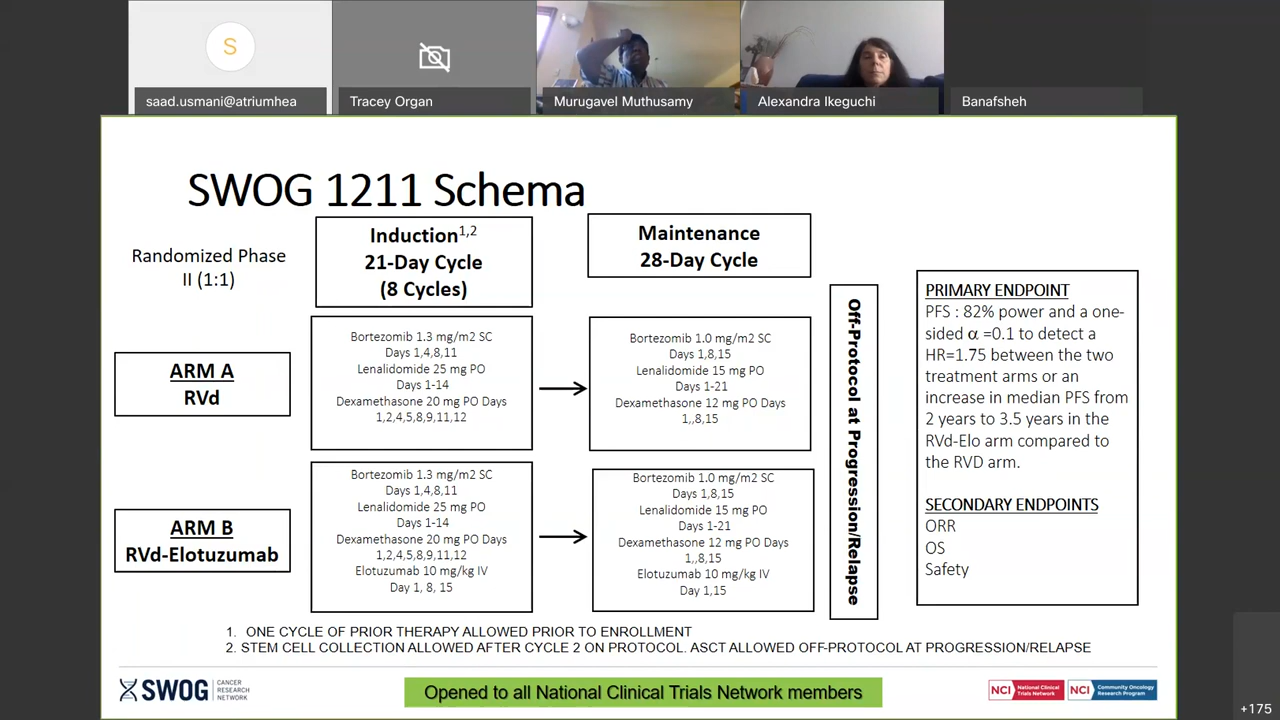 S
saad.usmani@atriumhea
Tracey Organ
Murugavel Muthusamy
Alexandra Ikeguchi
Banafsheh
SWOG 1211 Schema
Randomized Phase
II (1:1)
Induction1,2
21-Day Cycle
(8 Cycles)
Maintenance
28-Day Cycle
ARM A
RVd
Bortezomib 1.3 mg/m2 SC
Days 1,4,8,11
Lenalidomide 25 mg PO
Days 1-14
Dexamethasone 20 mg PO Days
1,2,4,5,8,9,11,12
Bortezomib 1.0 mg/m2 SC
Days 1,8,15
Lenalidomide 15 mg PO
Days 1-21
Dexamethasone 12 mg PO Days
1,,8,15
ARM B
RVd-Elotuzumab
Bortezomib 1.3 mg/m2 SC
Days 1,4,8,11
Lenalidomide 25 mg PO
Days 1-14
Dexamethasone 20 mg PO Days
1,2,4,5,8,9,11,12
Elotuzumab 10 mg/kg IV
Day 1, 8, 15
Bortezomib 1.0 mg/m2 SC
Days 1,8,15
Lenalidomide 15 mg PO
Days 1-21
Dexamethasone 12 mg PO Days
1,,8,15
Elotuzumab 10 mg/kg IV
Day 1,15
Off-Protocol at Progression/Relapse
PRIMARY ENDPOINT
PFS : 82% power and a one-
sided α =0.1 to detect a
HR=1.75 between the two
treatment arms or an
increase in median PFS from
2 years to 3.5 years in the
RVd-Elo arm compared to
the RVD arm.
SECONDARY ENDPOINTS
ORR
OS
Safety
1. ONE CYCLE OF PRIOR THERAPY ALLOWED PRIOR TO ENROLLMENT
2. STEM CELL COLLECTION ALLOWED AFTER CYCLE 2 ON PROTOCOL. ASCT ALLOWED OFF-PROTOCOL AT PROGRESSION/RELAPSE
SWOG
CANCER
RESEARCH
NETWORK
Opened to all National Clinical Trials Network members
NCI
National Clinical
Trials Network
NCI
Community Oncology
Research Program
+175